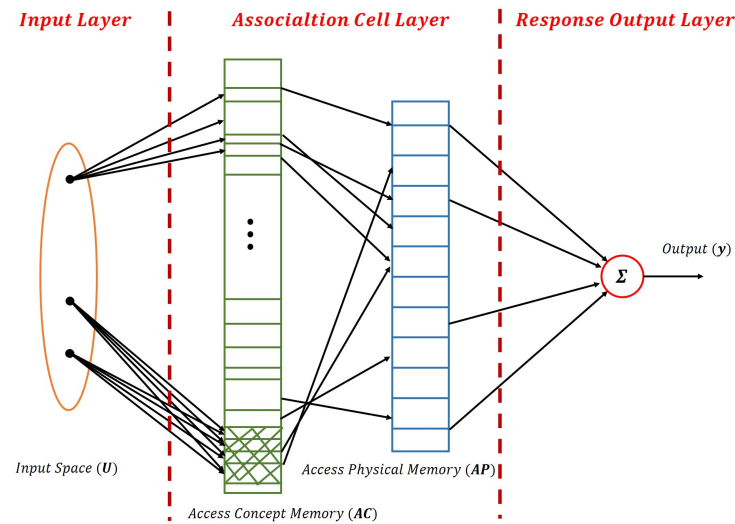 Input Layer
Associaltion Cell Layer
Response Output Layer
Output (y)
Σ
Input Space (U)
Access Physical Memory (AP)
Access Concept Memory (AC)